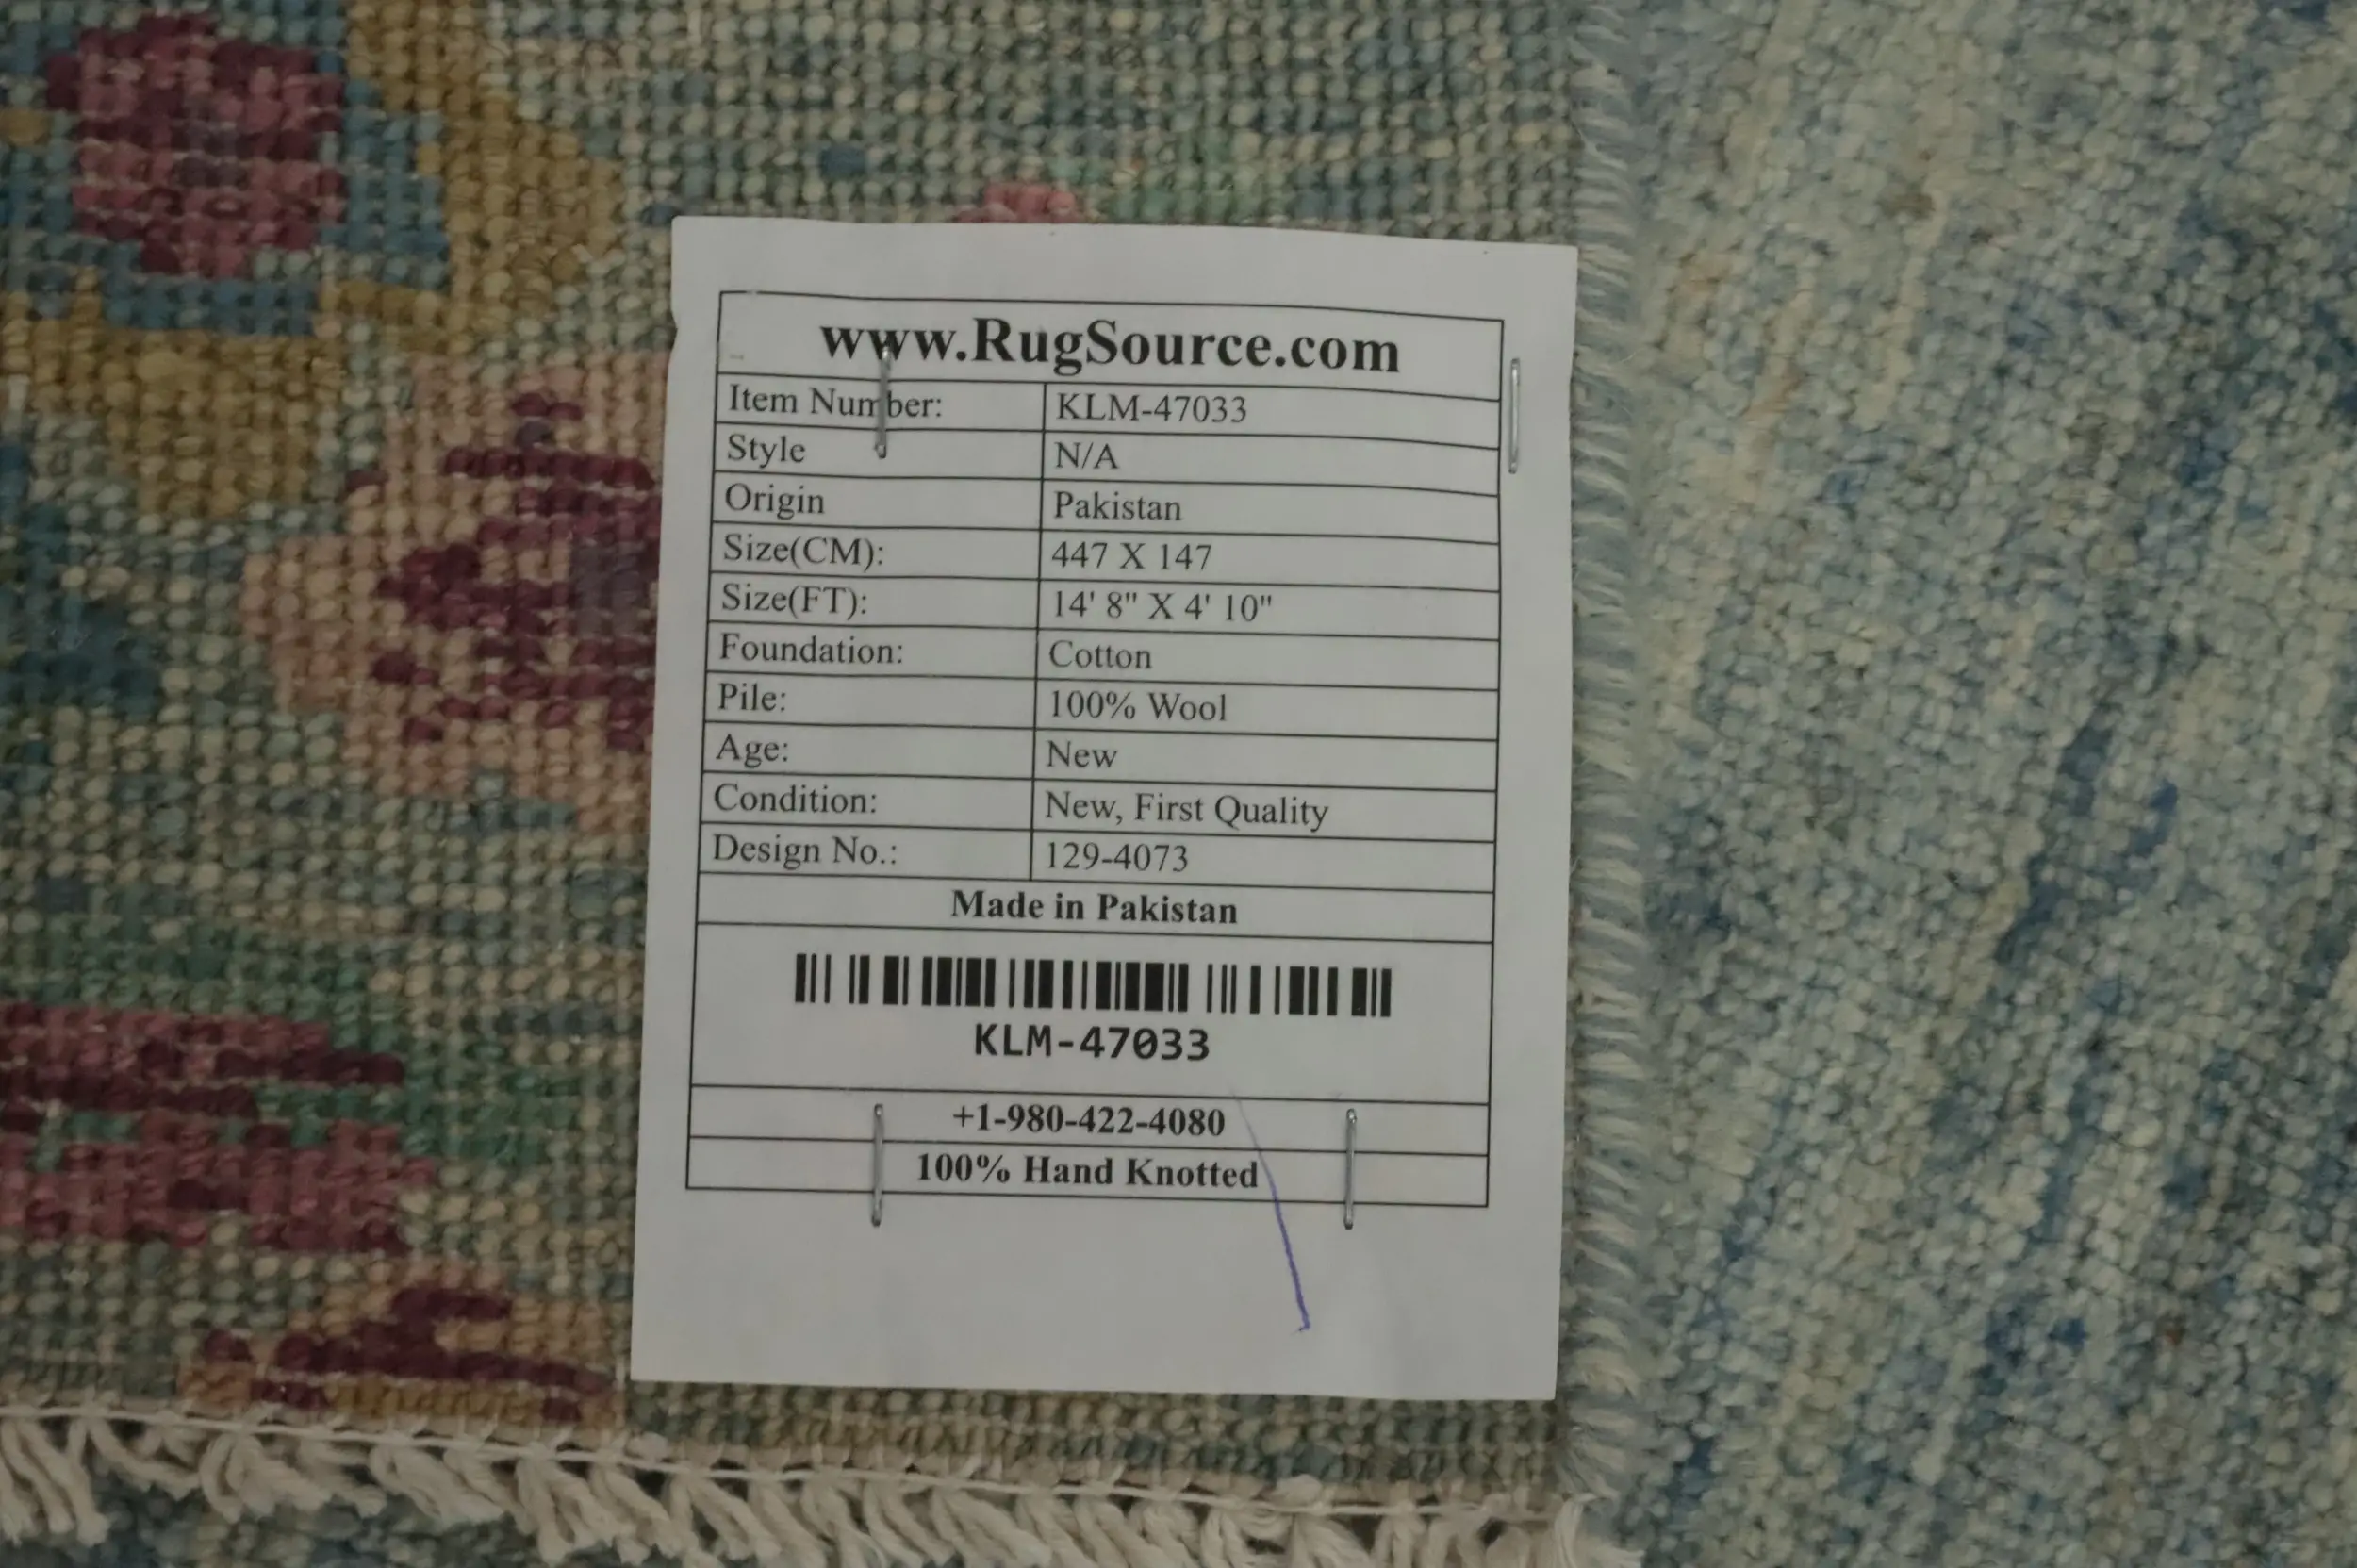 www.RugSource.com
Item Number: KLM-47033
Style N/A
Origin Pakistan
Size(CM): 447 X 147
Size(FT): 14' 8" X 4' 10"
Foundation: Cotton
Pile: 100% Wool
Age: New
Condition: New, First Quality
Design No.: 129-4073
Made in Pakistan
KLM-47033
+1-980-422-4080
100% Hand Knotted